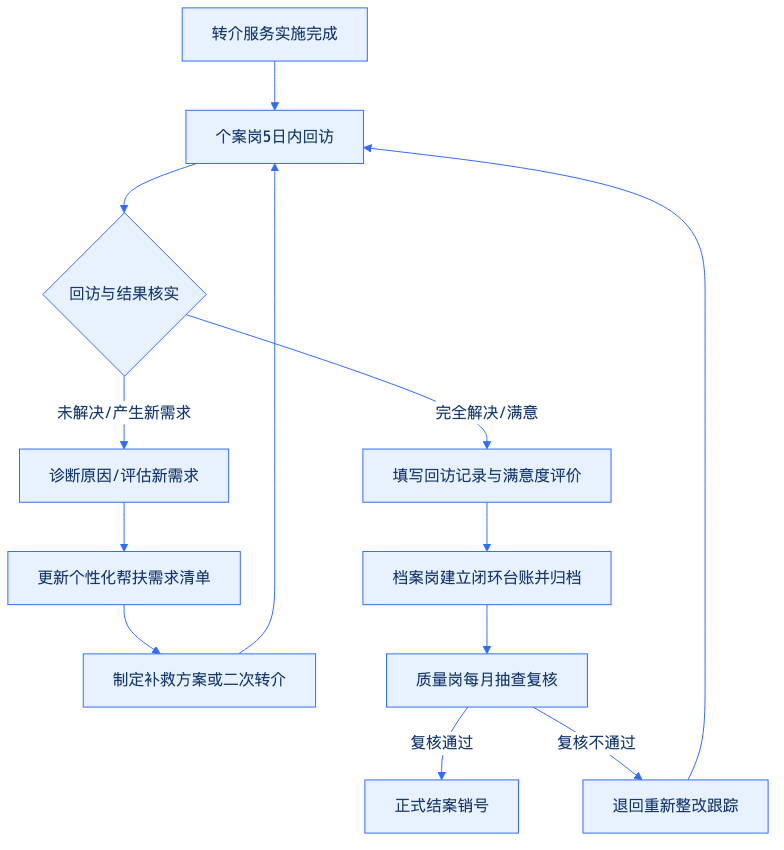 转介服务实施完成
个案岗5日内回访
回访与结果核实
未解决/产生新需求
完全解决/满意
诊断原因/评估新需求
填写回访记录与满意度评价
更新个性化帮扶需求清单
档案岗建立闭环台账并归档
制定补救方案或二次转介
质量岗每月抽查复核
复核通过
复核不通过
正式结案销号
退回重新整改跟踪